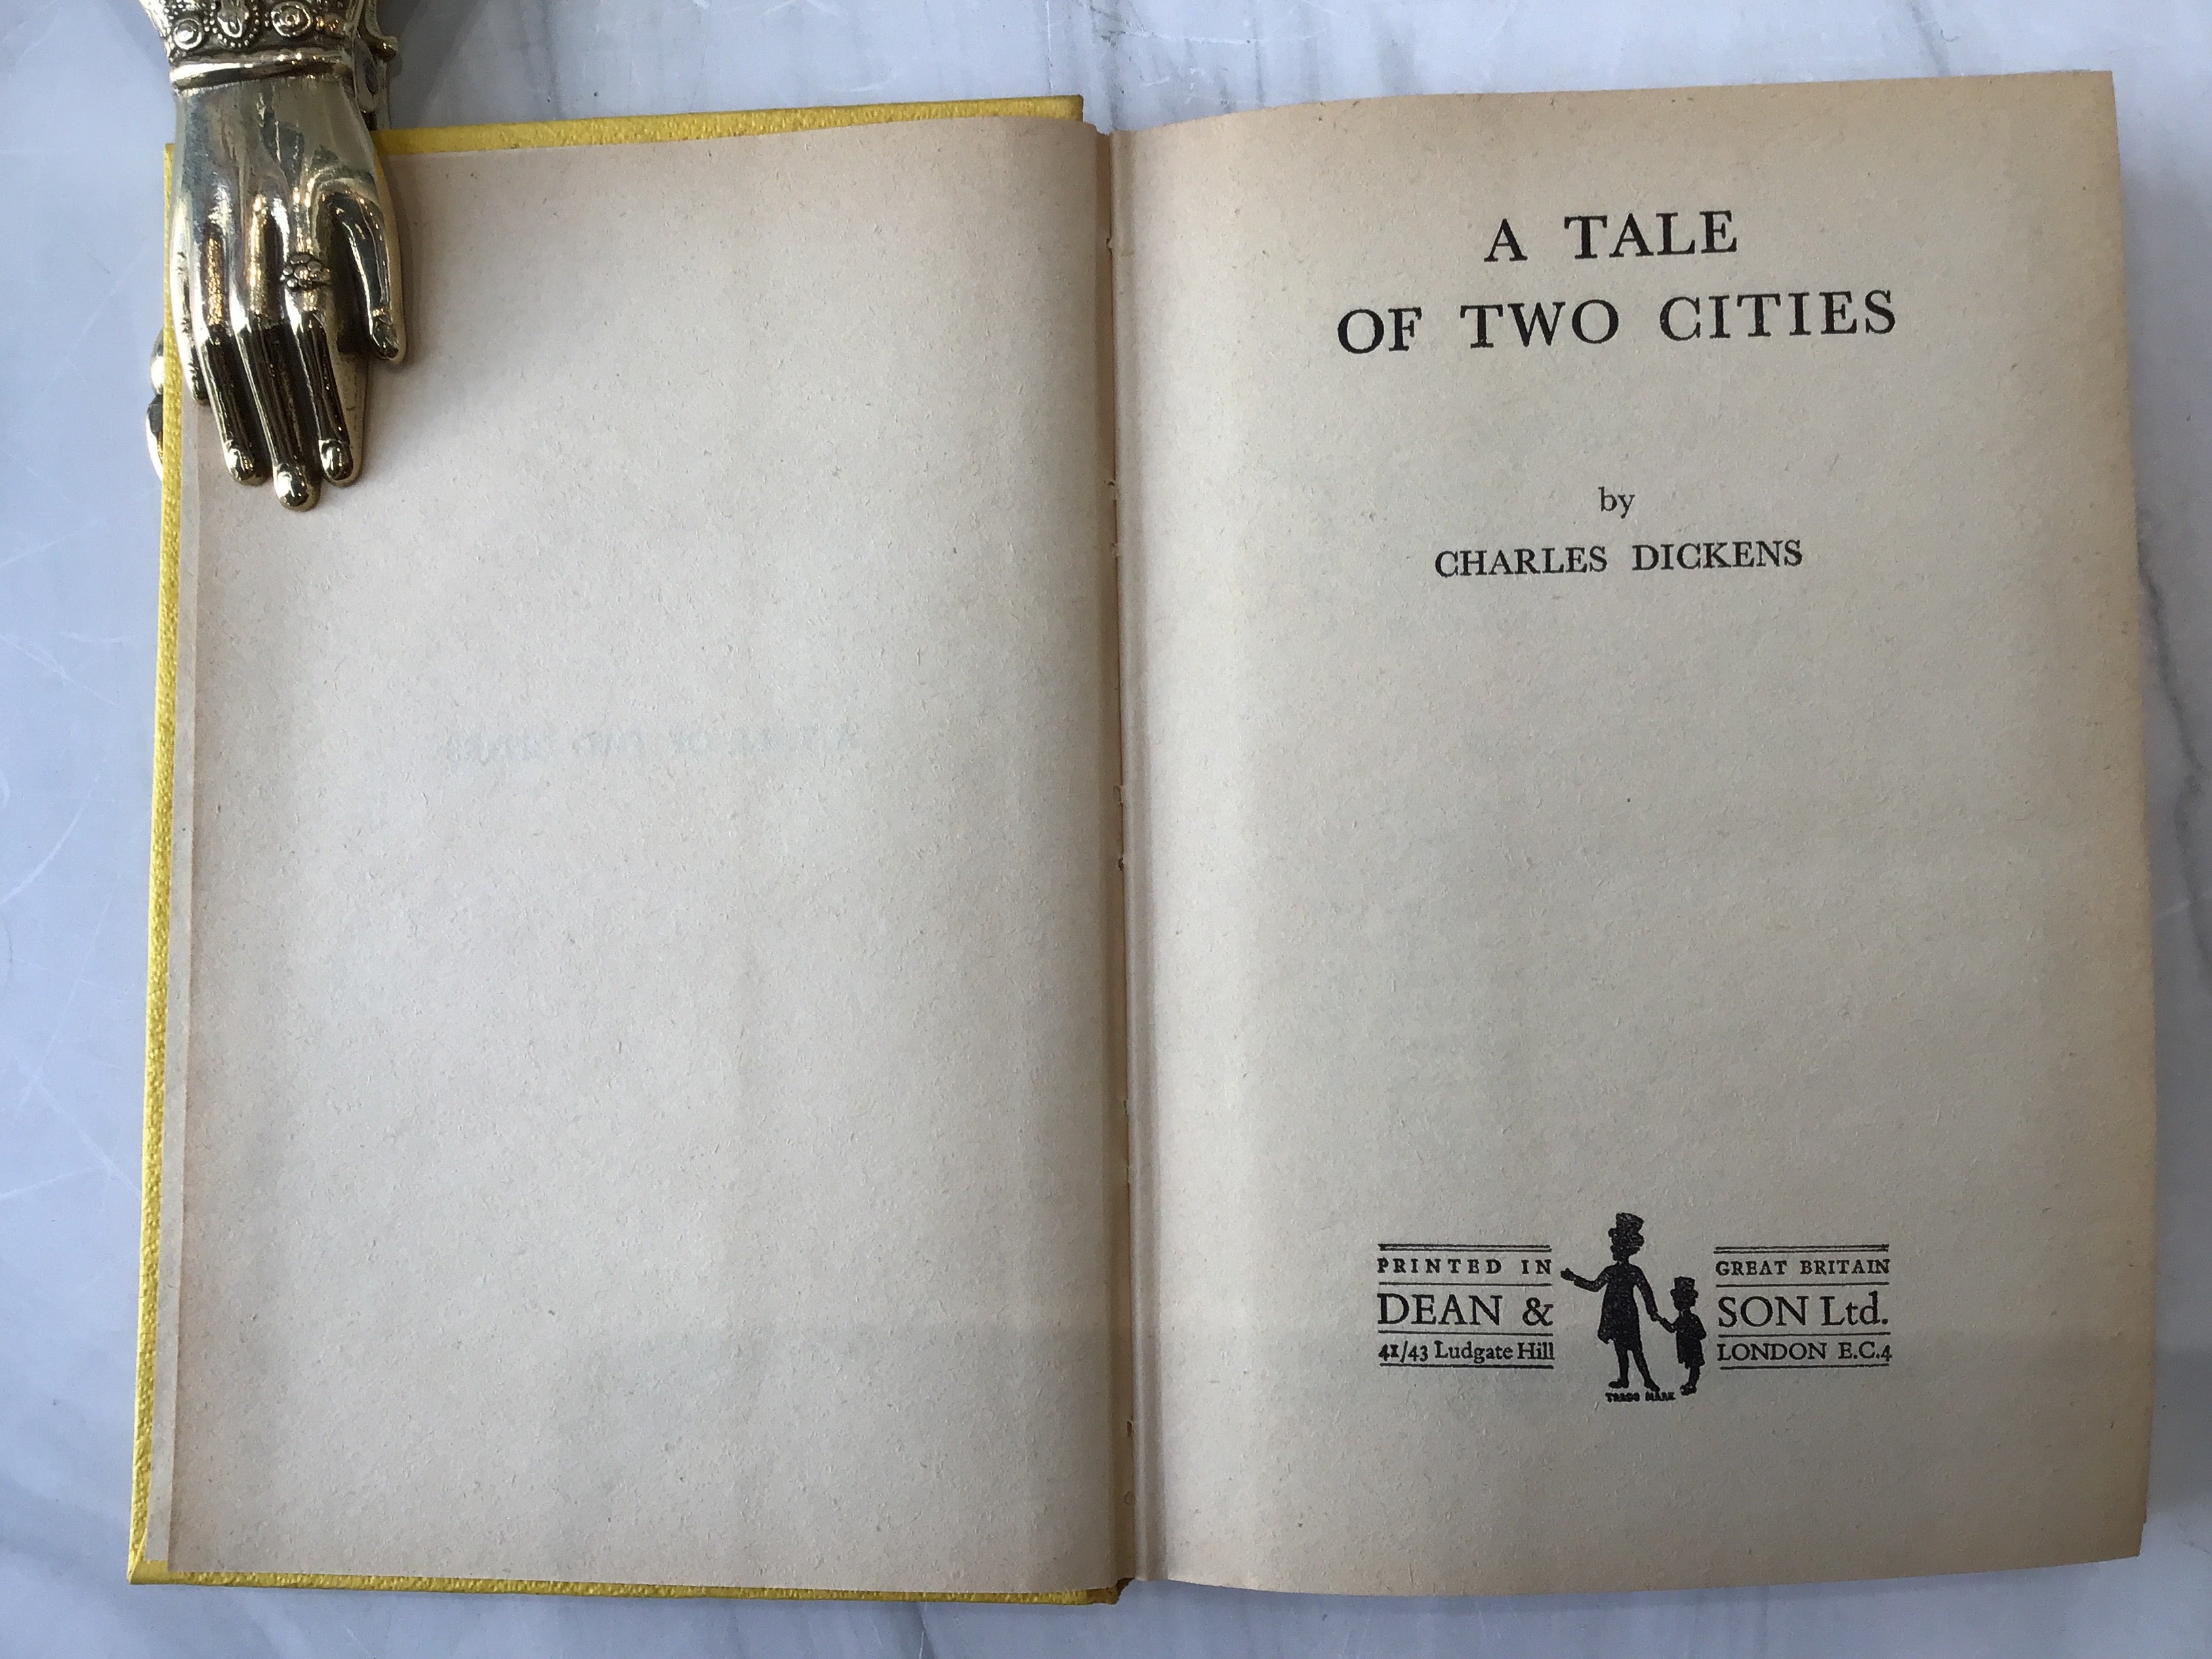 A TALE
OF TWO CITIES
by
CHARLES DICKENS
PRINTED IN GREAT BRITAIN
DEAN & SON Ltd.
41/43 Ludgate Hill LONDON E.C.4
TRADE MARK